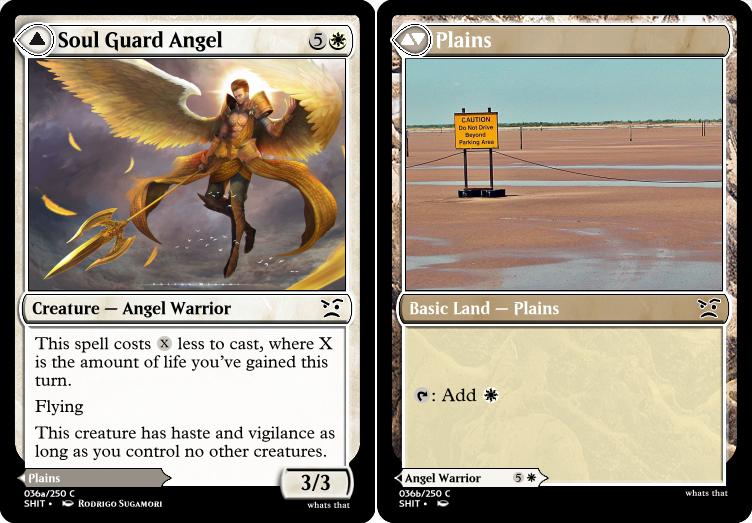 Soul Guard Angel 5
Creature — Angel Warrior
This spell costs X less to cast, where X
is the amount of life you've gained this
turn.
Flying
This creature has haste and vigilance as
long as you control no other creatures.
Plains
3/3
036a/250 C
SHIT • Rodrigo Sugamori
whats that
Plains
CAUTION
Do Not Drive
Beyond
Parking Area
Basic Land — Plains
: Add
Angel Warrior 5
036b/250 C
SHIT •
whats that